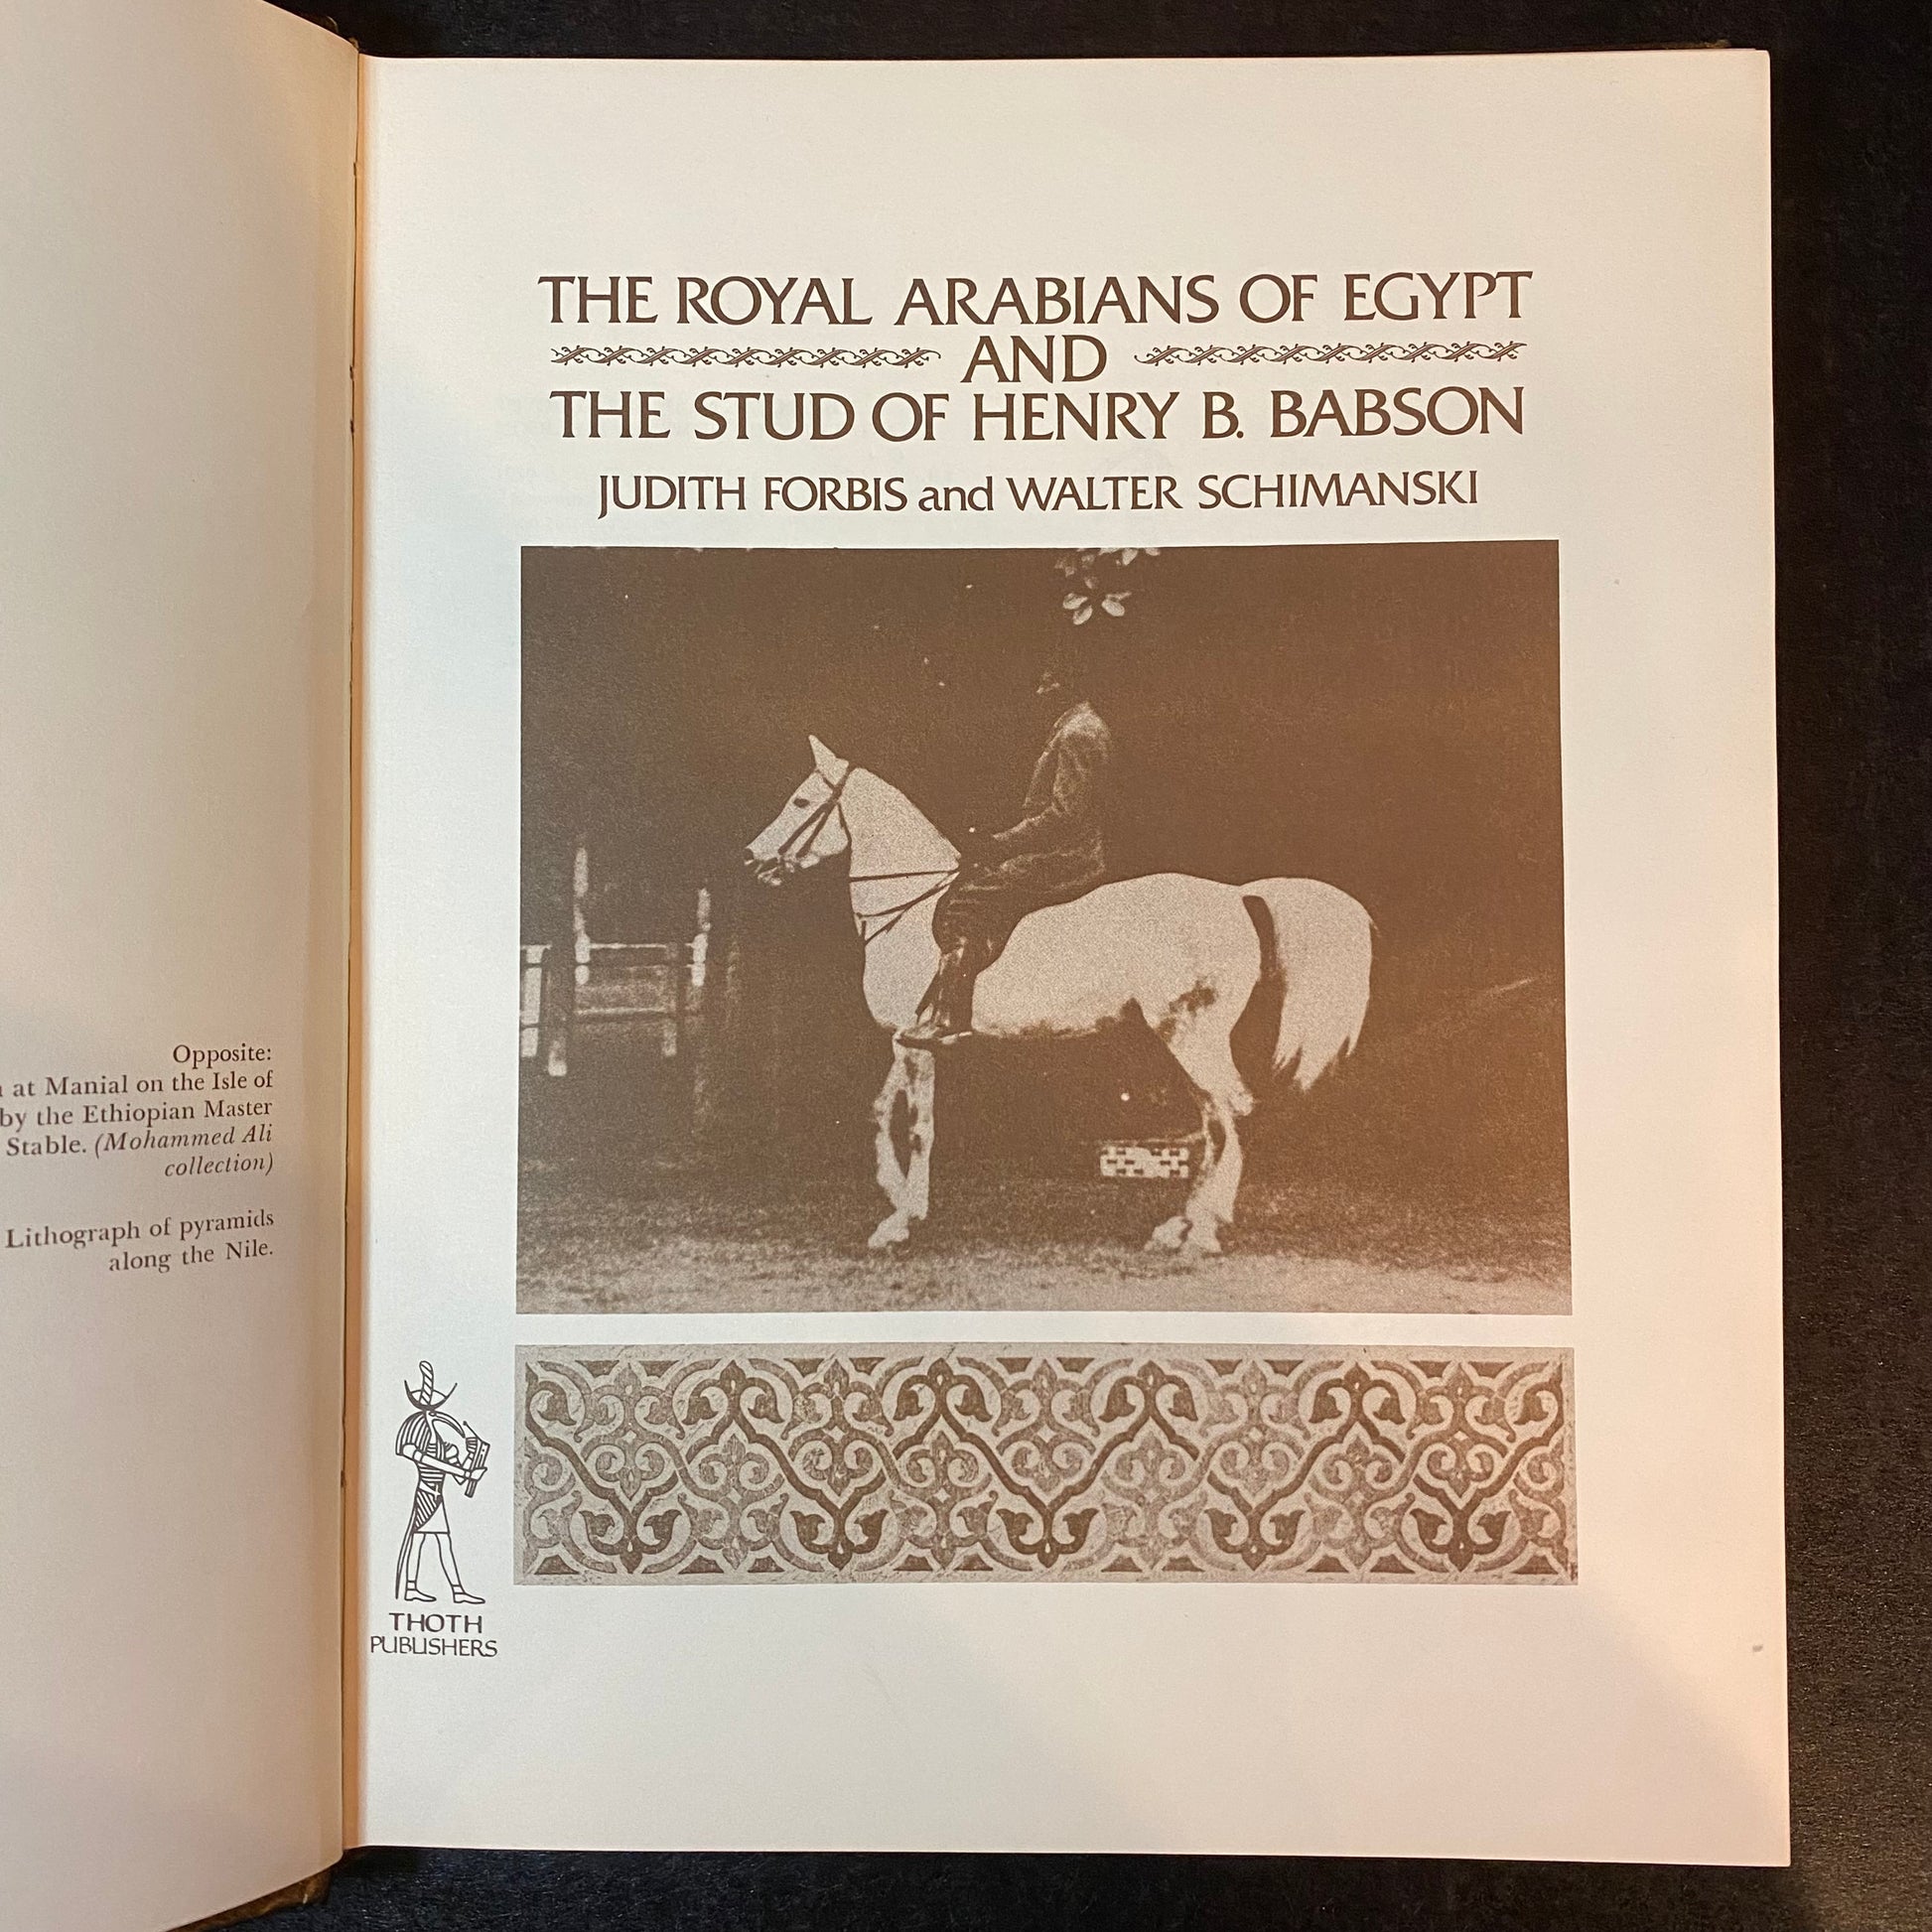 Opposite:
at Manial on the Isle of
by the Ethiopian Master
Stable. (Mohammed Ali
collection)
Lithograph of pyramids
along the Nile.
THE ROYAL ARABIANS OF EGYPT
AND
THE STUD OF HENRY B. BABSON
JUDITH FORBIS and WALTER SCHIMANSKI
THOTH
PUBLISHERS